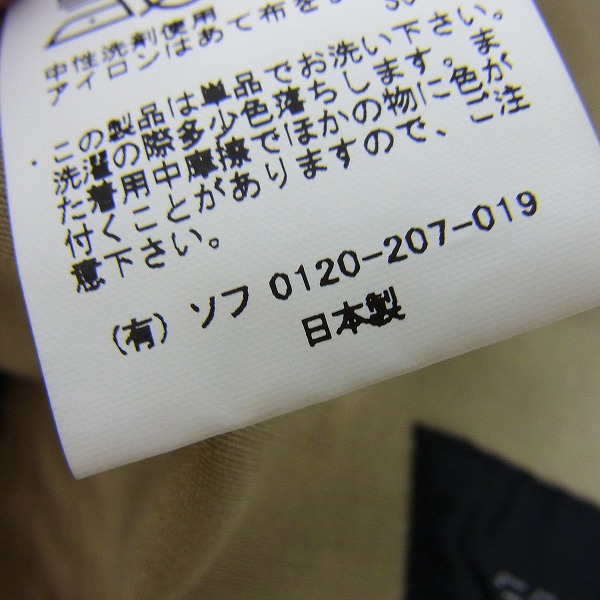 中性洗剤使用
アイロンはあて布を
この製品は単品でお洗い下さい。
洗濯の際多少色落ちします。ま
た着用中摩擦でほかの物に色が
付くことがありますので、ご注
意下さい。
(有) ソフ 0120-207-019
日本製